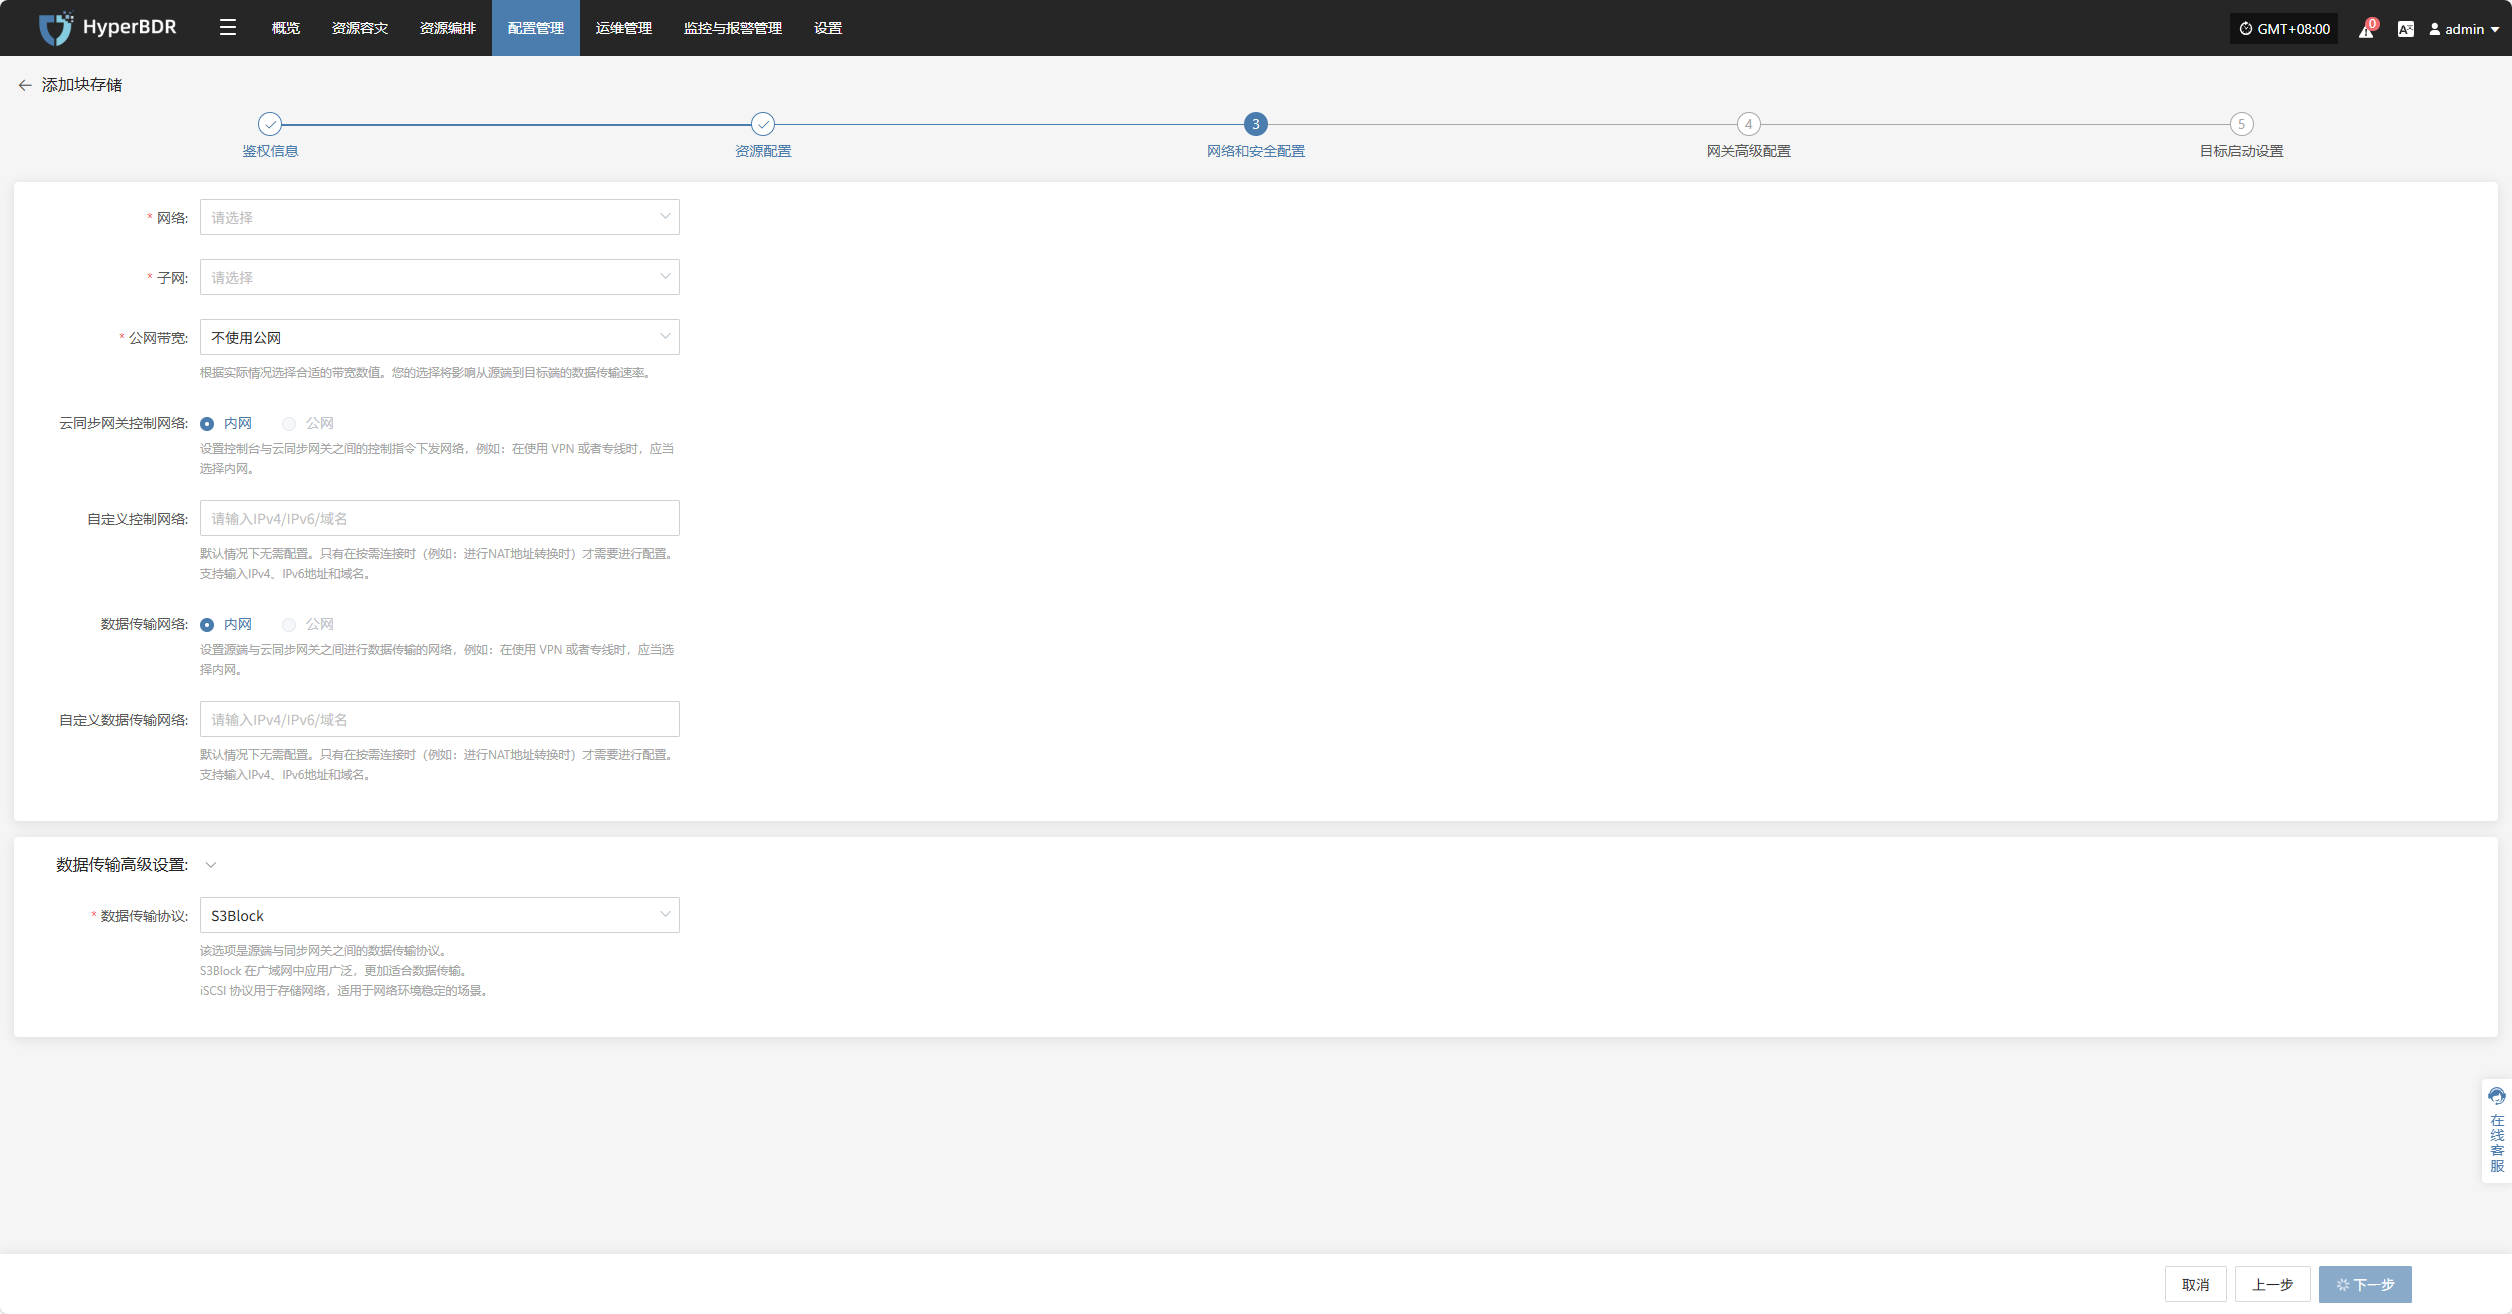 HyperBDR
概览 资源容灾 资源编排 配置管理 运维管理 监控与报警管理 设置
GMT+08:00
0
admin
添加块存储
3
4
5
鉴权信息
资源配置
网络和安全配置
网关高级配置
目标启动设置
* 网络: 请选择
* 子网: 请选择
* 公网带宽: 不使用公网
根据实际情况选择合适的带宽数值。您的选择将影响从源端到目标端的数据传输速率。
云同步网关控制网络: 内网 公网
设置控制台与云同步网关之间的控制指令下发网络，例如：在使用 VPN 或者专线时，应当
选择内网。
自定义控制网络: 请输入IPv4/IPv6/域名
默认情况下无需配置。只有在按需连接时（例如：进行NAT地址转换时）才需要进行配置。
支持输入IPv4、IPv6地址和域名。
数据传输网络: 内网 公网
设置源端与云同步网关之间进行数据传输的网络，例如：在使用 VPN 或者专线时，应当选
择内网。
自定义数据传输网络: 请输入IPv4/IPv6/域名
默认情况下无需配置。只有在按需连接时（例如：进行NAT地址转换时）才需要进行配置。
支持输入IPv4、IPv6地址和域名。
数据传输高级设置:
* 数据传输协议: S3Block
该选项是源端与同步网关之间的数据传输协议。
S3Block 在广域网中应用广泛，更加适合数据传输。
iSCSI 协议用于存储网络，适用于网络环境稳定的场景。
在线客服
取消 上一步 下一步